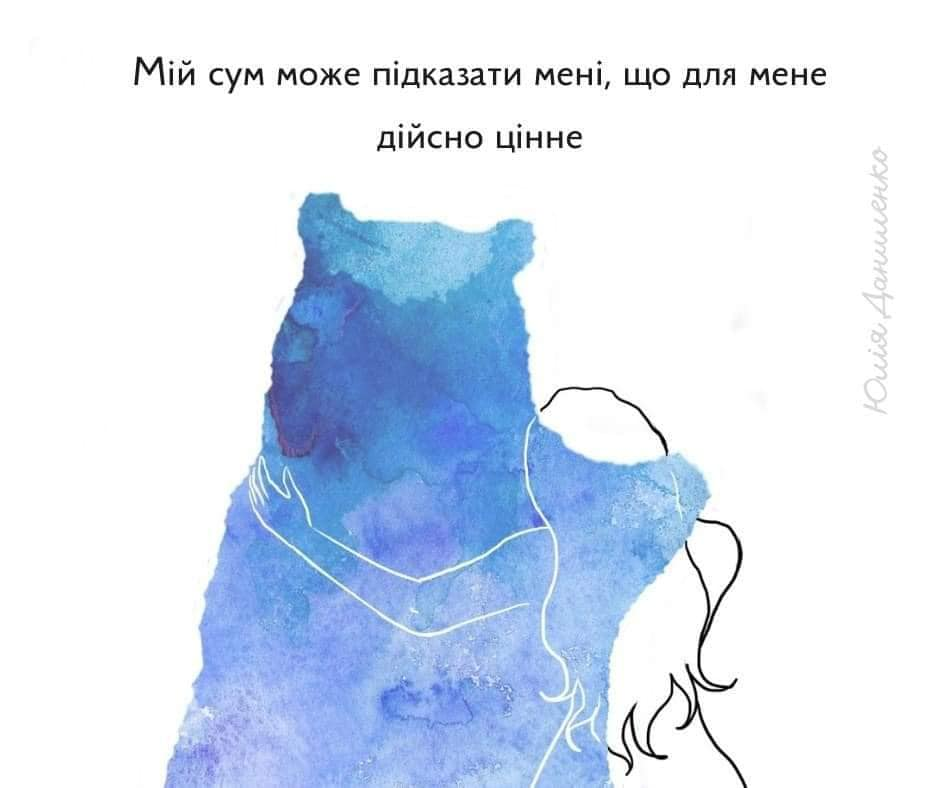 Мій сум може підказати мені, що для мене
дійсно цінне
Юлія Даниленко